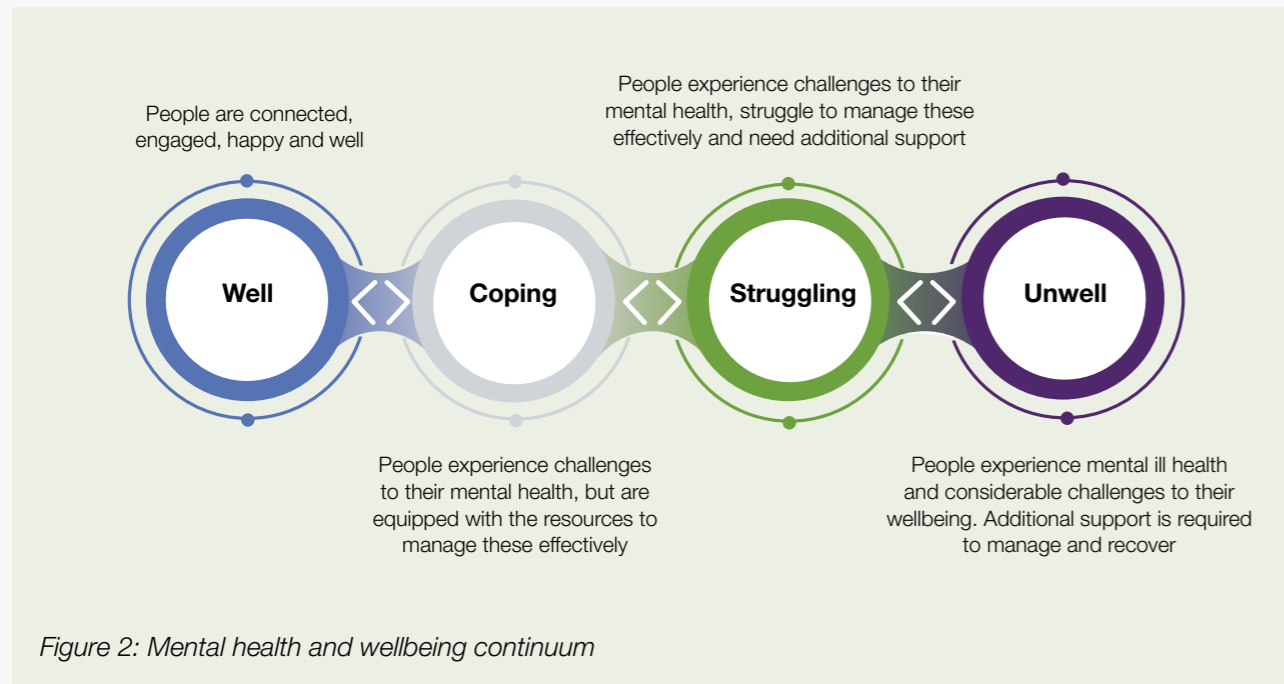 People are connected,
engaged, happy and well
People experience challenges to their
mental health, struggle to manage these
effectively and need additional support
Well
Coping
Struggling
Unwell
People experience challenges
to their mental health, but are
equipped with the resources to
manage these effectively
People experience mental ill health
and considerable challenges to their
wellbeing. Additional support is required
to manage and recover
Figure 2: Mental health and wellbeing continuum